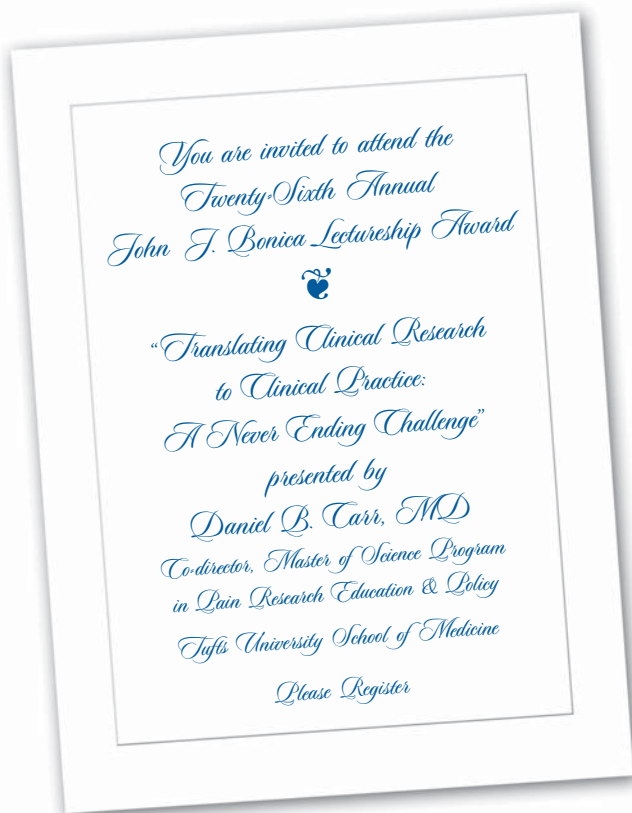 You are invited to attend the
Twenty-Sixth Annual
John J. Bonica Lectureship Award
“Translating Clinical Research
to Clinical Practice:
A Never Ending Challenge”
presented by
Daniel B. Carr, MD
Co-director, Master of Science Program
in Pain Research Education & Policy
Tufts University School of Medicine
Please Register